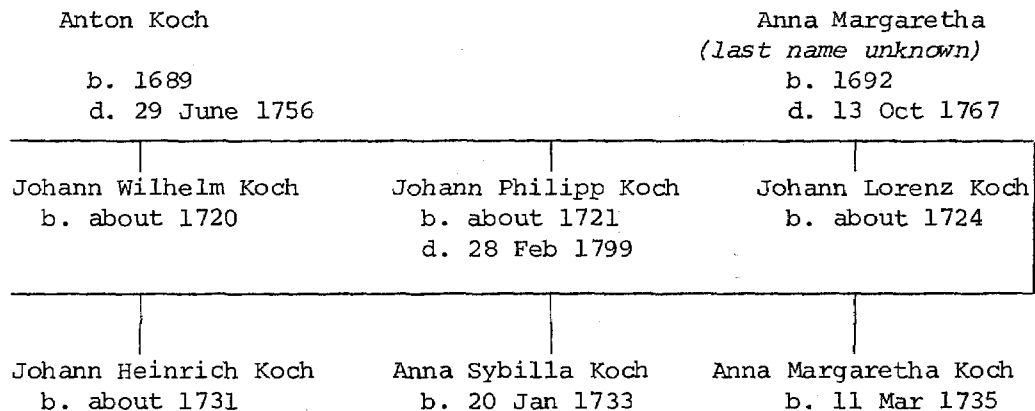 Anton Koch Anna Margaretha
(last name unknown)
b. 1689 b. 1692
d. 29 June 1756 d. 13 Oct 1767
Johann Wilhelm Koch Johann Philipp Koch Johann Lorenz Koch
b. about 1720 b. about 1721 b. about 1724
d. 28 Feb 1799
Johann Heinrich Koch Anna Sybilla Koch Anna Margaretha Koch
b. about 1731 b. 20 Jan 1733 b. 11 Mar 1735